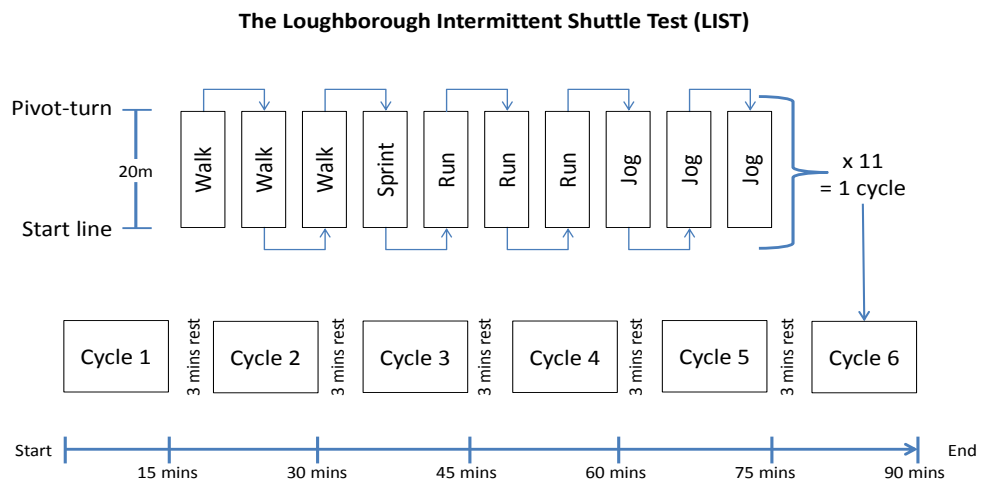 The Loughborough Intermittent Shuttle Test (LIST)
Pivot-turn
20m
Start line
Walk
Walk
Walk
Sprint
Run
Run
Run
Jog
Jog
Jog
x 11
= 1 cycle
Cycle 1
3 mins rest
Cycle 2
3 mins rest
Cycle 3
3 mins rest
Cycle 4
3 mins rest
Cycle 5
3 mins rest
Cycle 6
Start
15 mins
30 mins
45 mins
60 mins
75 mins
90 mins
End